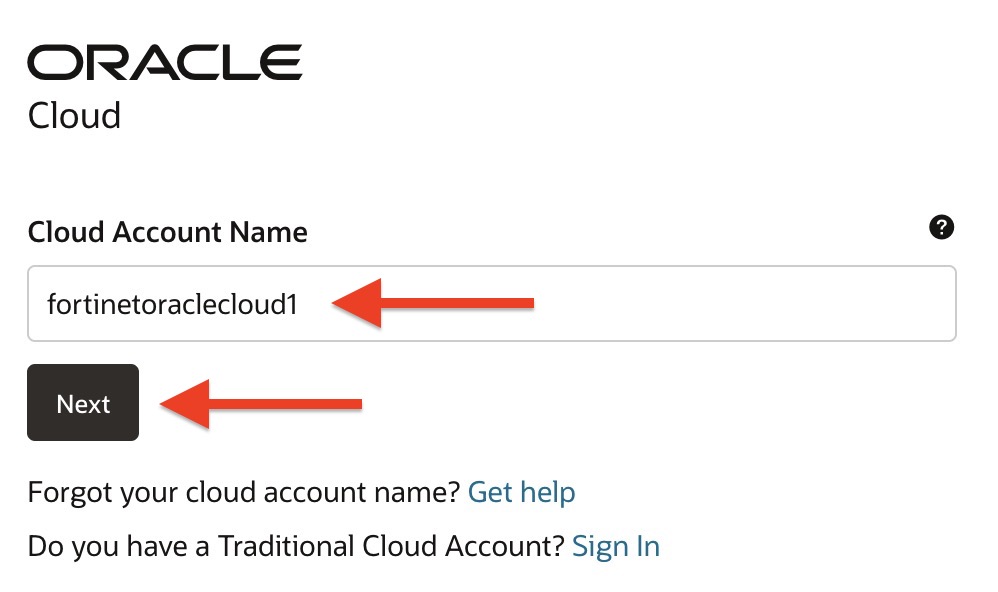 ORACLE
Cloud
Cloud Account Name
?
fortinetoraclecloud1
Next
Forgot your cloud account name? Get help
Do you have a Traditional Cloud Account? Sign In